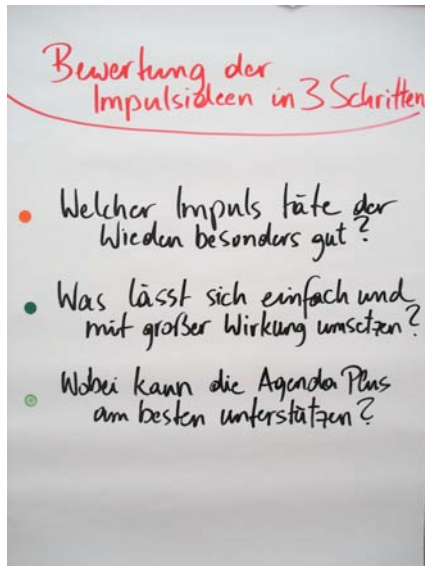 Bewertung der
Impulsideen in 3 Schritten
Welcher Impuls täte der
Wieden besonders gut?
Was lässt sich einfach und
mit großer Wirkung umsetzen?
Wobei kann die Agenda Plus
am besten unterstützen?